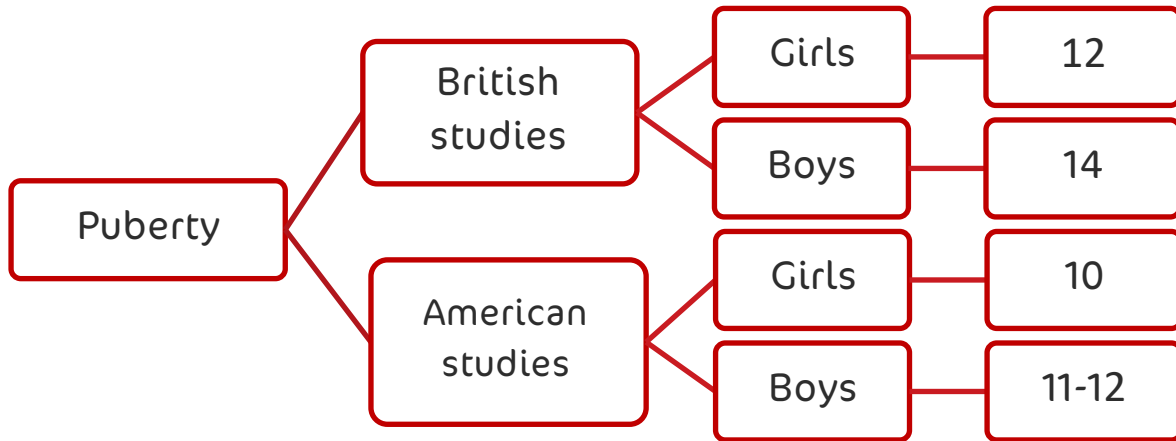 Puberty
British
studies
Girls
12
Boys
14
American
studies
Girls
10
Boys
11-12